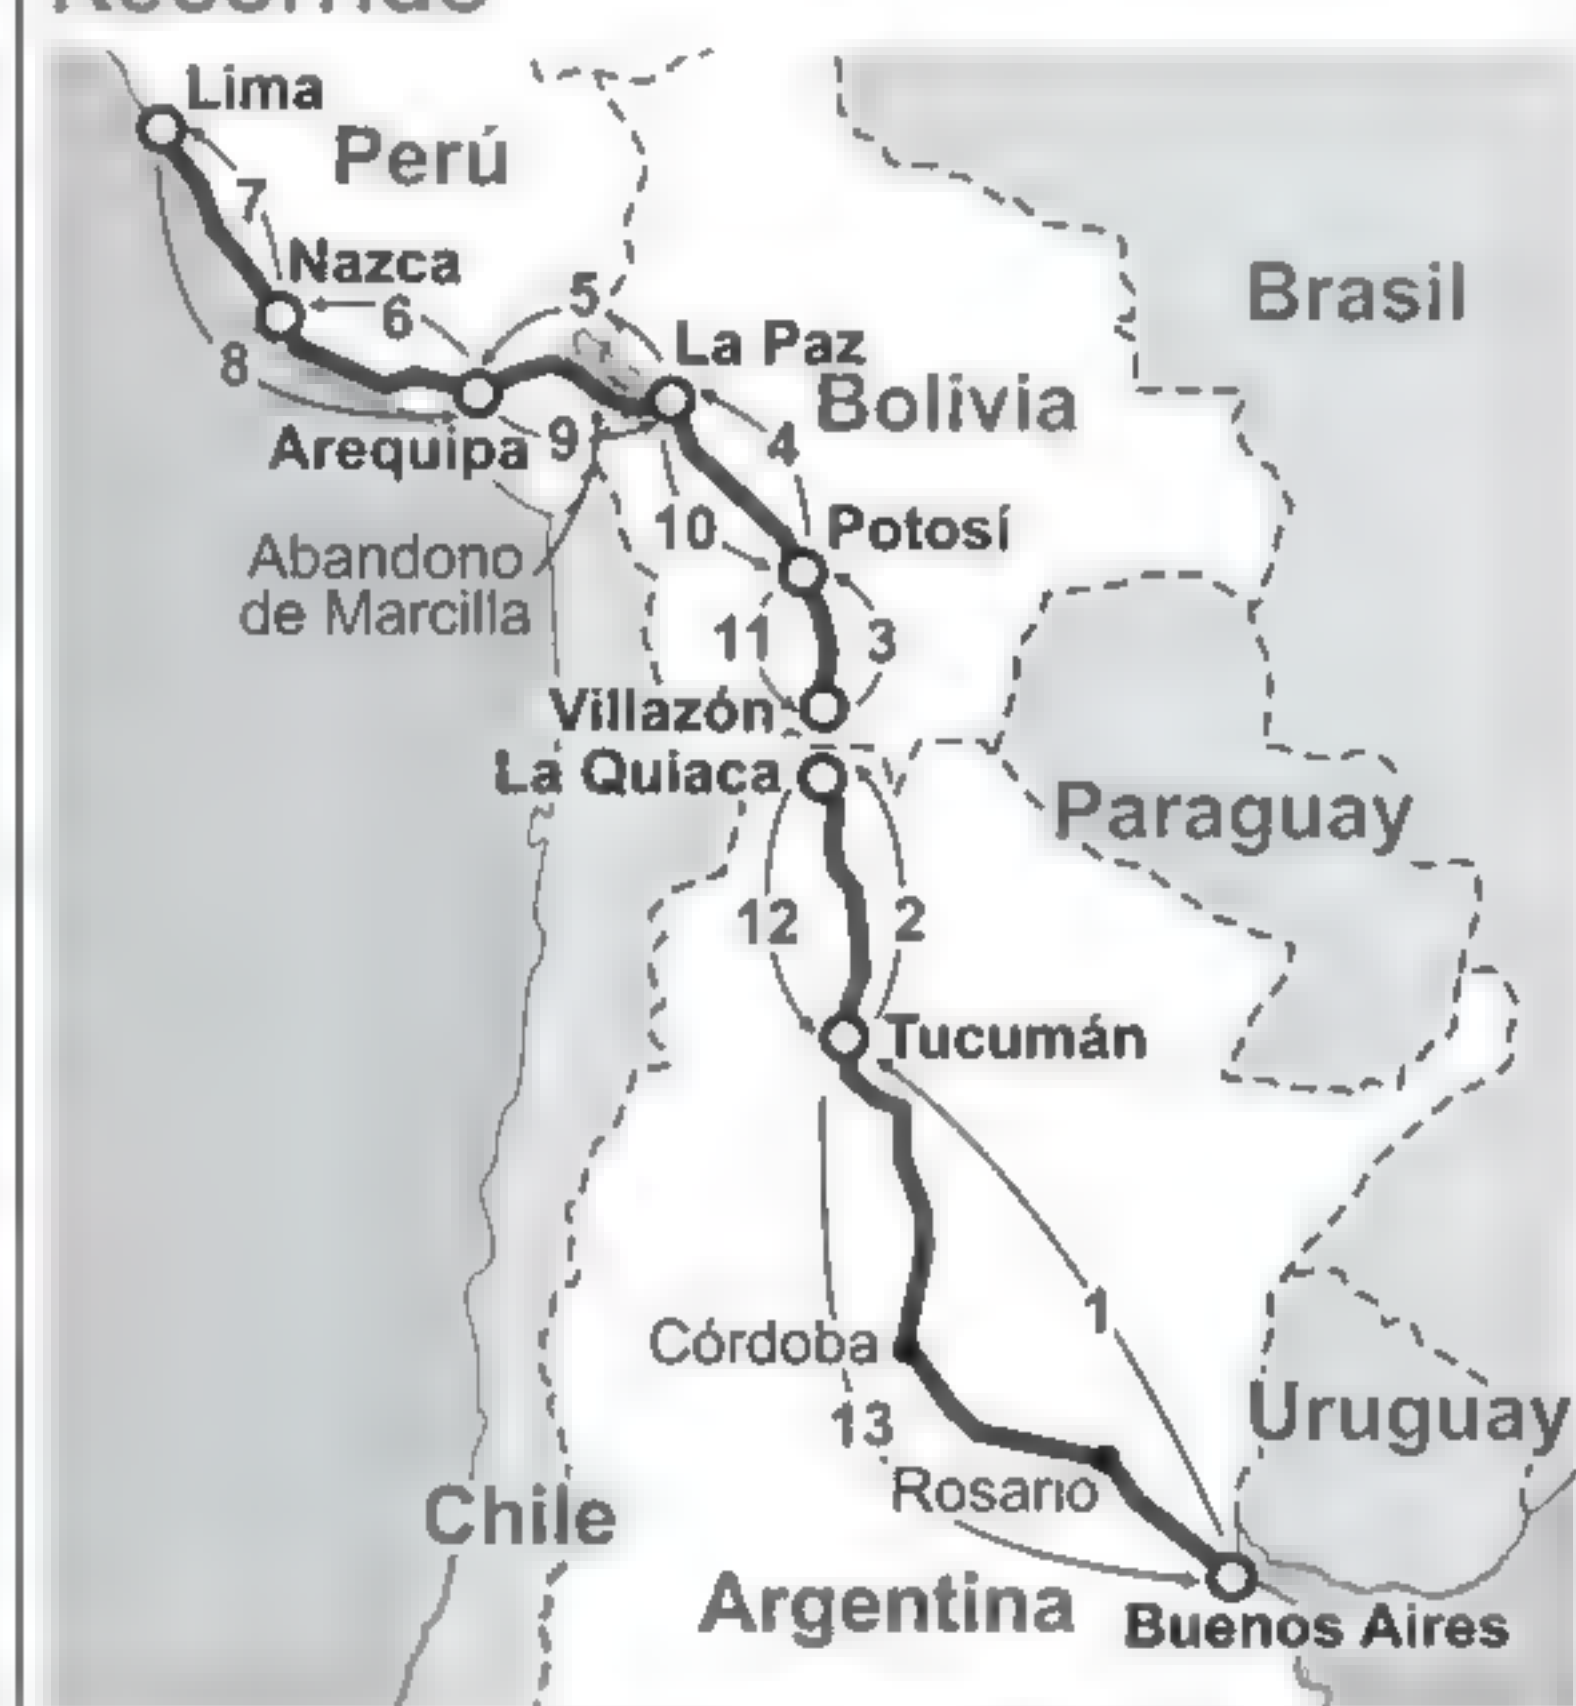 Recorrido
Lima
Perú
7
Nazca
Brasil
5
6
La Paz
8
Bolivia
Arequipa
9
4
10
Potosí
Abandono
de Marcilla
11
3
Villazón
La Quiaca
Paraguay
12
2
Tucumán
1
Córdoba
13
Uruguay
Rosario
Chile
Argentina
Buenos Aires